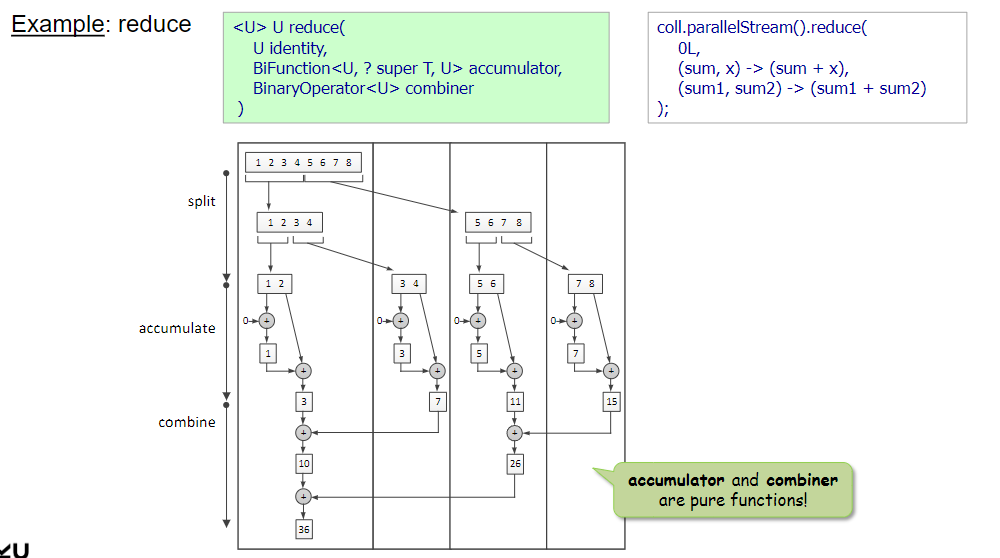 Example: reduce
<U> U reduce(
U identity,
BiFunction<U, ? super T, U> accumulator,
BinaryOperator<U> combiner
)
coll.parallelStream().reduce(
0L,
(sum, x) -> (sum + x),
(sum1, sum2) -> (sum1 + sum2)
);
1 2 3 4 5 6 7 8
split
1 2 3 4
5 6 7 8
1 2
3 4
5 6
7 8
0 +
0 +
0 +
0 +
accumulate
1
3
5
7
+
+
+
+
3
7
11
15
combine
+
+
10
26
+
36
accumulator and combiner
are pure functions!